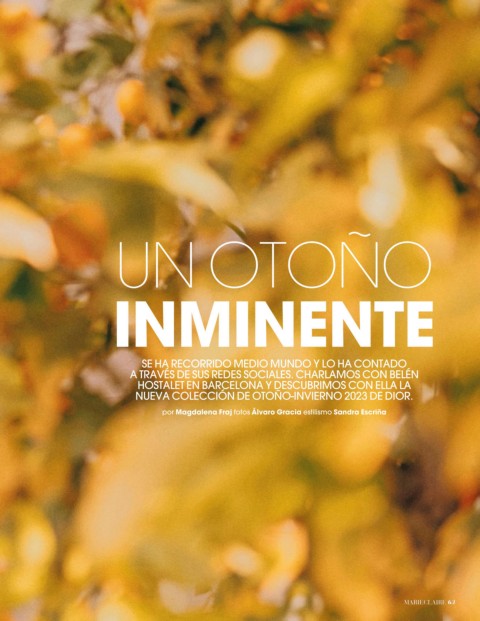 UN OTOÑO
INMINENTE
SE HA RECORRIDO MEDIO MUNDO Y LO HA CONTADO
A TRAVÉS DE SUS REDES SOCIALES. CHARLAMOS CON BELÉN
HOSTALET EN BARCELONA Y DESCUBRIMOS CON ELLA LA
NUEVA COLECCIÓN DE OTOÑO-INVIERNO 2023 DE DIOR.
por Magdalena Fraj fotos Álvaro Gracia estilismo Sandra Escriña
MARIE CLAIRE